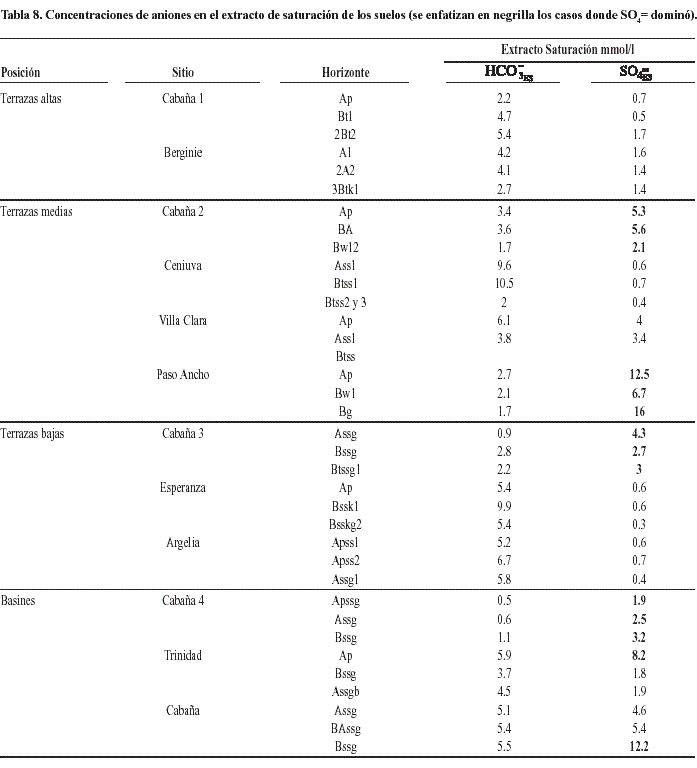 Tabla 8. Concentraciones de aniones en el extracto de saturación de los suelos (se enfatizan en negrilla los casos donde SO4= dominó).
Extracto Saturación mmol/l
Posición Sitio Horizonte HCO3ES- SO4ES=
Terrazas altas Cabaña 1 Ap 2.2 0.7
Bt1 4.7 0.5
2Bt2 5.4 1.7
Berginie A1 4.2 1.6
2A2 4.1 1.4
3Btk1 2.7 1.4
Terrazas medias Cabaña 2 Ap 3.4 5.3
BA 3.6 5.6
Bw12 1.7 2.1
Ceniuva Ass1 9.6 0.6
Btss1 10.5 0.7
Btss2 y 3 2 0.4
Villa Clara Ap 6.1 4
Ass1 3.8 3.4
Btss
Paso Ancho Ap 2.7 12.5
Bw1 2.1 6.7
Bg 1.7 16
Terrazas bajas Cabaña 3 Assg 0.9 4.3
Bssg 2.8 2.7
Btssg1 2.2 3
Esperanza Ap 5.4 0.6
Bssk1 9.9 0.6
Bsskg2 5.4 0.3
Argelia Apss1 5.2 0.6
Apss2 6.7 0.7
Assg1 5.8 0.4
Basines Cabaña 4 Apssg 0.5 1.9
Assg 0.6 2.5
Bssg 1.1 3.2
Trinidad Ap 5.9 8.2
Bssg 3.7 1.8
Assgb 4.5 1.9
Cabaña Assg 5.1 4.6
BAssg 5.4 5.4
Bssg 5.5 12.2